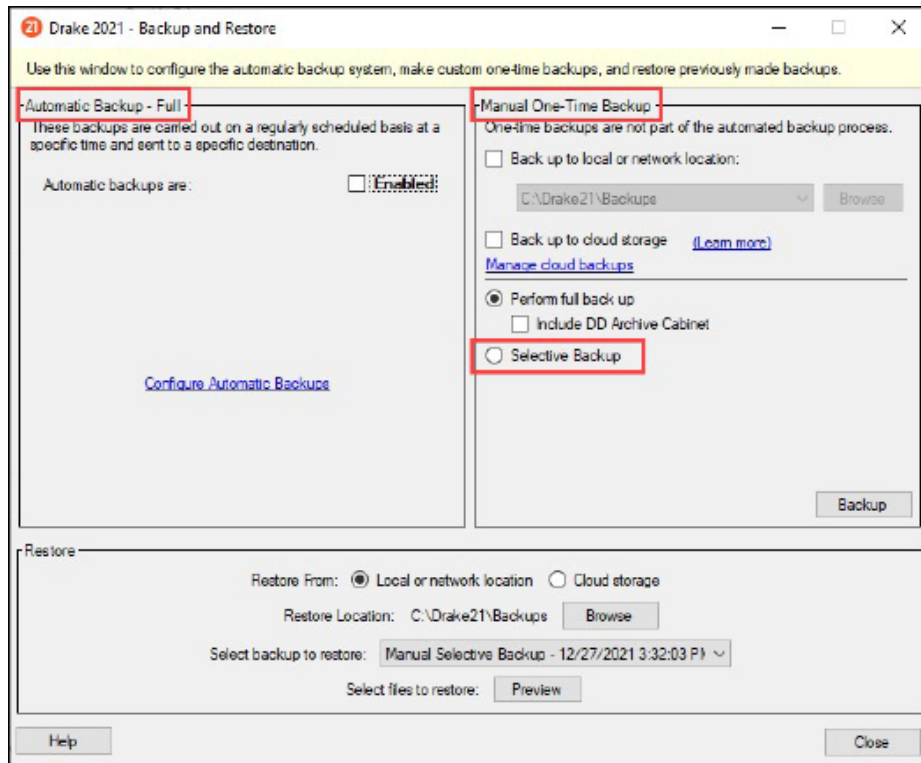 21 Drake 2021 - Backup and Restore
Use this window to configure the automatic backup system, make custom one-time backups, and restore previously made backups.
Automatic Backup - Full
These backups are carried out on a regularly scheduled basis at a
specific time and sent to a specific destination.
Automatic backups are:
Enabled
Configure Automatic Backups
Manual One-Time Backup
One-time backups are not part of the automated backup process.
Back up to local or network location:
C:\Drake21\Backups
Browse
Back up to cloud storage (Learn more)
Manage cloud backups
Perform full back up
Include DD Archive Cabinet
Selective Backup
Backup
Restore
Restore From: Local or network location Cloud storage
Restore Location: C:\Drake21\Backups Browse
Select backup to restore: Manual Selective Backup - 12/27/2021 3:32:03 PM
Select files to restore: Preview
Help
Close